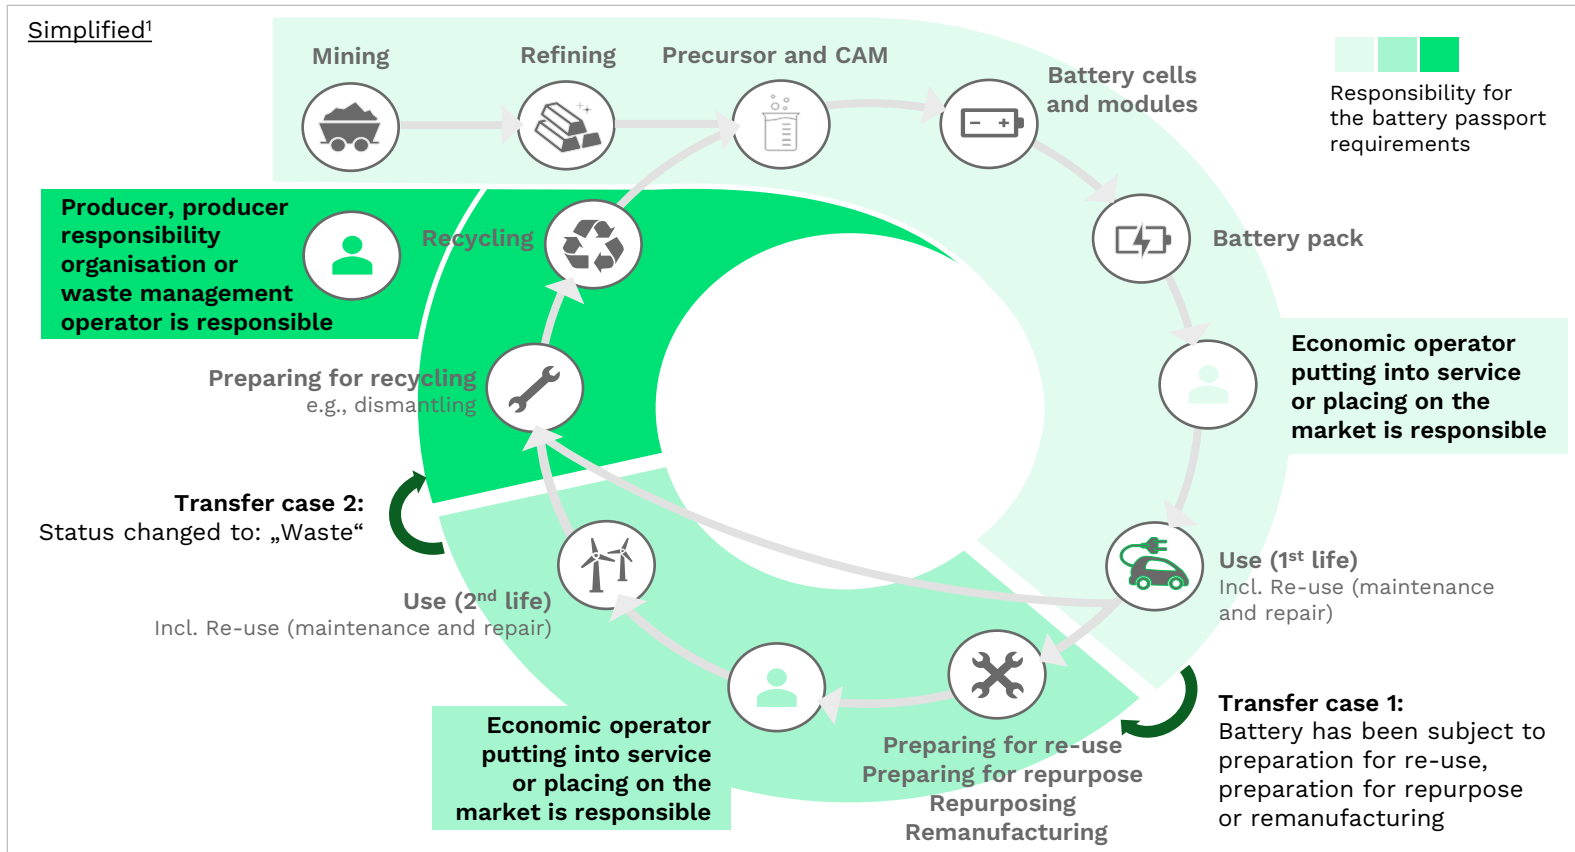 Simplified¹
Mining
Refining
Precursor and CAM
Battery cells
and modules
Responsibility for
the battery passport
requirements
Producer, producer
responsibility
organisation or
waste management
operator is responsible
Recycling
Battery pack
Economic operator
putting into service
or placing on the
market is responsible
Preparing for recycling
e.g., dismantling
Transfer case 2:
Status changed to: „Waste“
Use (1st life)
Incl. Re-use (maintenance
and repair)
Use (2nd life)
Incl. Re-use (maintenance and repair)
Transfer case 1:
Battery has been subject to
preparation for re-use,
preparation for repurpose
or remanufacturing
Economic operator
putting into service
or placing on the
market is responsible
Preparing for re-use
Preparing for repurpose
Repurposing
Remanufacturing